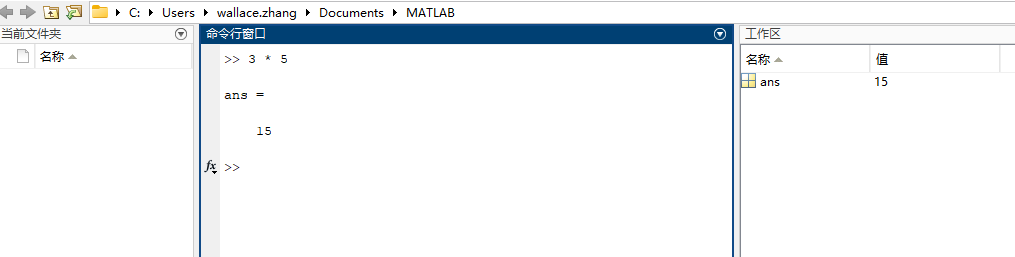 C: Users wallace.zhang Documents MATLAB
当前文件夹
名称
命令行窗口
>> 3 * 5
ans =
15
fx >>
工作区
名称 值
ans 15